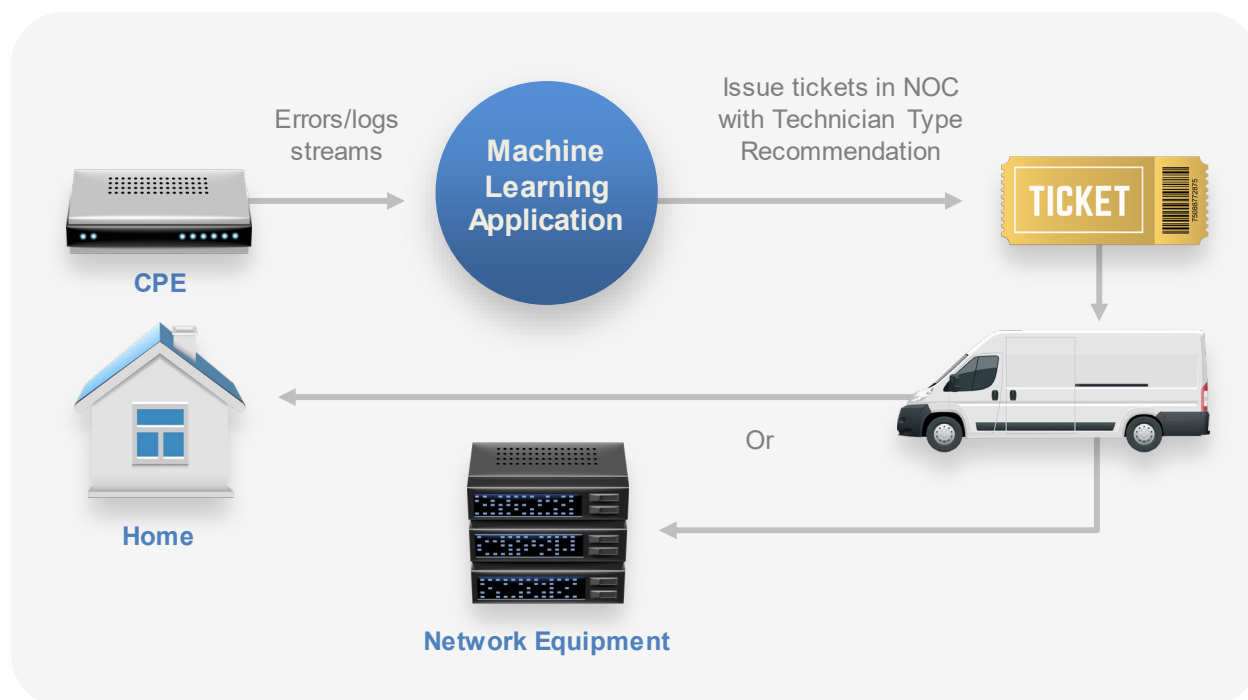 Errors/logs
streams
Machine
Learning
Application
Issue tickets in NOC
with Technician Type
Recommendation
TICKET
75088772875
CPE
Or
Home
Network Equipment